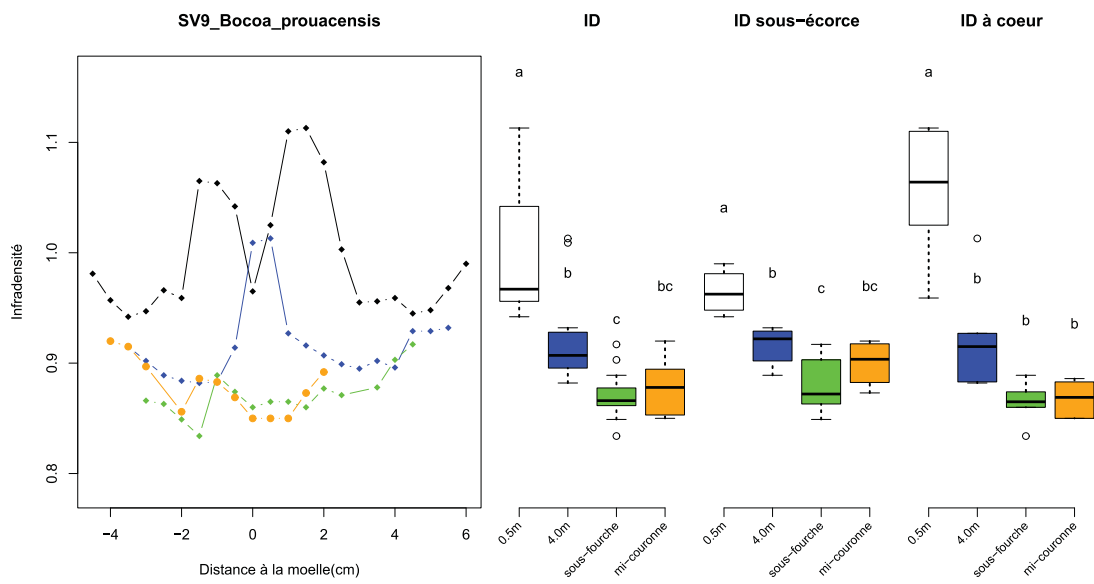 SV9_Bocoa_prouacensis
ID
ID sous−écorce
ID à coeur
Infradensité
1.1
1.0
0.9
0.8
−4
−2
0
2
4
6
Distance à la moelle(cm)
a
b
c
bc
0.5m
4.0m
sous−fourche
mi−couronne
a
b
c
bc
0.5m
4.0m
sous−fourche
mi−couronne
a
b
b
b
0.5m
4.0m
sous−fourche
mi−couronne